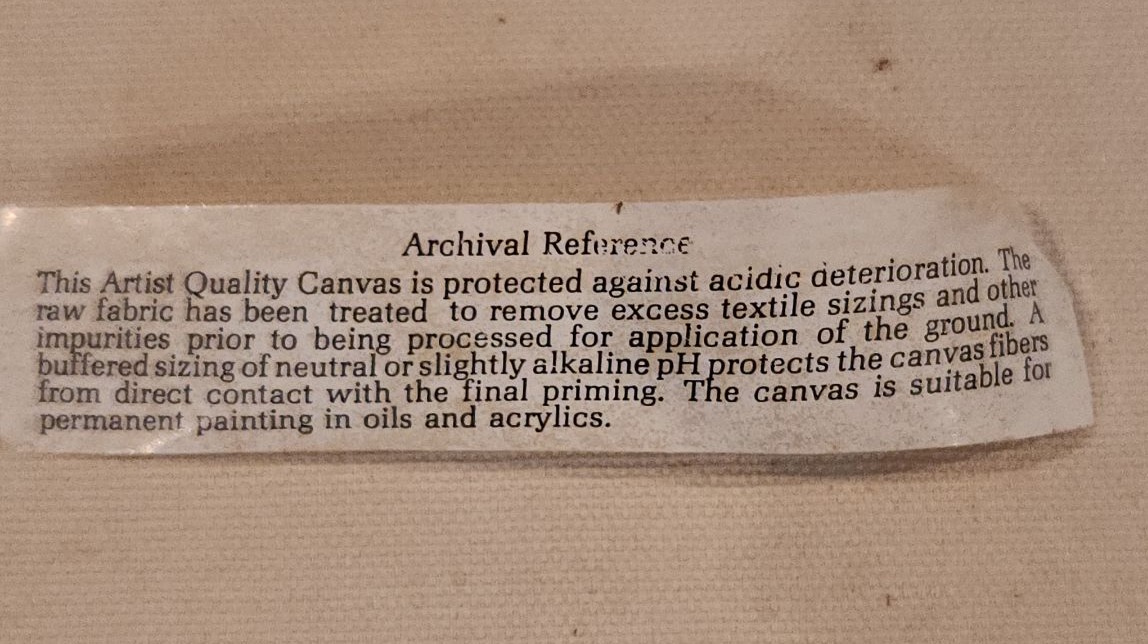 Archival Reference
This Artist Quality Canvas is protected against acidic deterioration. The
raw fabric has been treated to remove excess textile sizings and other
impurities prior to being processed for application of the ground. A
buffered sizing of neutral or slightly alkaline pH protects the canvas fibers
from direct contact with the final priming. The canvas is suitable for
permanent painting in oils and acrylics.